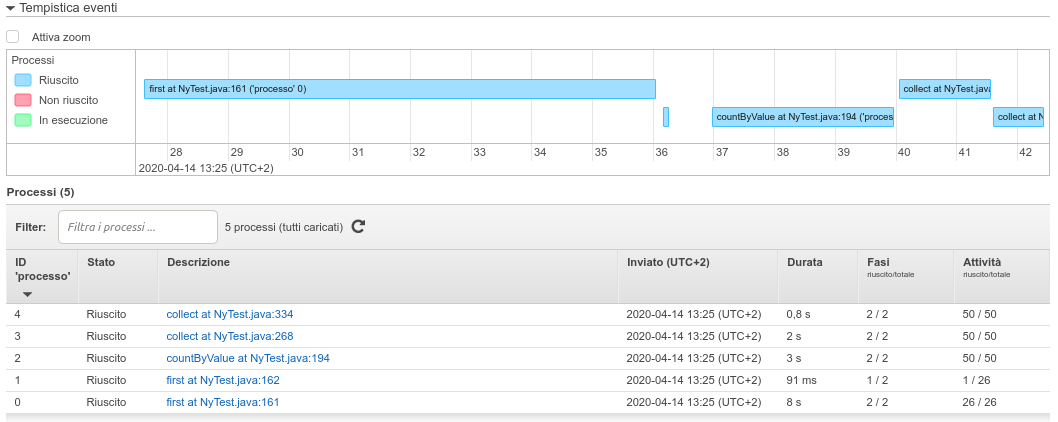 Tempistica eventi
Attiva zoom
Processi
Riuscito
Non riuscito
In esecuzione
first at NyTest.java:161 ('processo' 0)
collect at NyTest.java
countByValue at NyTest.java:194 ('proces
collect at N
28 29 30 31 32 33 34 35 36 37 38 39 40 41 42
2020-04-14 13:25 (UTC+2)
Processi (5)
Filter: Filtra i processi ... 5 processi (tutti caricati)
ID 'processo' Stato Descrizione Inviato (UTC+2) Durata Fasi riuscito/totale Attività riuscito/totale
4 Riuscito collect at NyTest.java:334 2020-04-14 13:25 (UTC+2) 0,8 s 2 / 2 50 / 50
3 Riuscito collect at NyTest.java:268 2020-04-14 13:25 (UTC+2) 2 s 2 / 2 50 / 50
2 Riuscito countByValue at NyTest.java:194 2020-04-14 13:25 (UTC+2) 3 s 2 / 2 50 / 50
1 Riuscito first at NyTest.java:162 2020-04-14 13:25 (UTC+2) 91 ms 1 / 2 1 / 26
0 Riuscito first at NyTest.java:161 2020-04-14 13:25 (UTC+2) 8 s 2 / 2 26 / 26